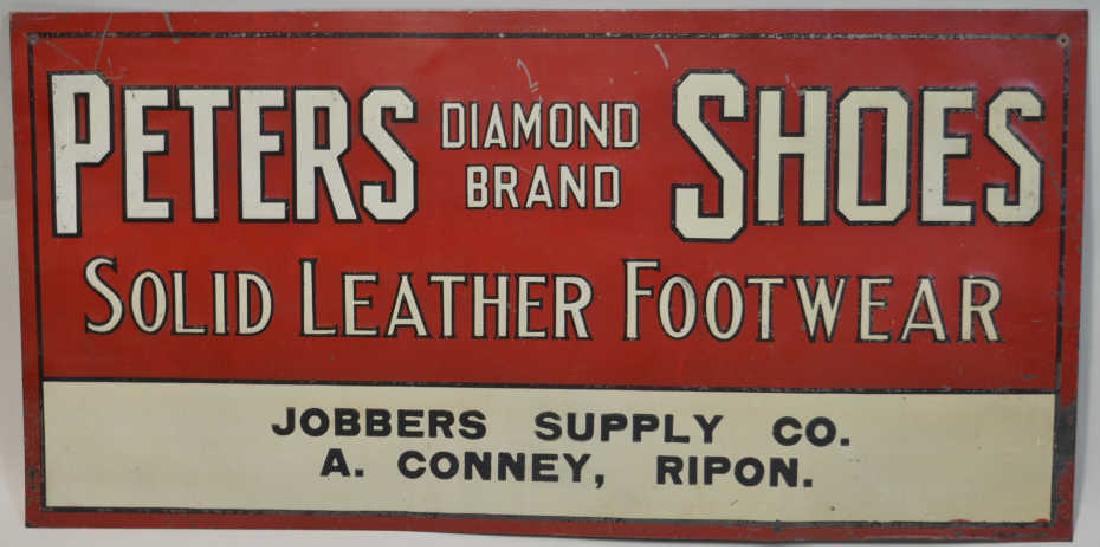 PETERS DIAMOND BRAND SHOES
SOLID LEATHER FOOTWEAR
JOBBERS SUPPLY CO.
A. CONNEY, RIPON.